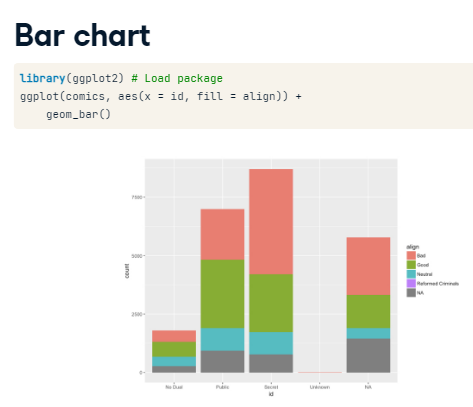 Bar chart
library(ggplot2) # Load package
ggplot(comics, aes(x = id, fill = align)) +
geom_bar()
7500
5000
2500
0
count
No Dual
Public
Secret
Unknown
NA
id
align
Bad
Good
Neutral
Reformed Criminals
NA